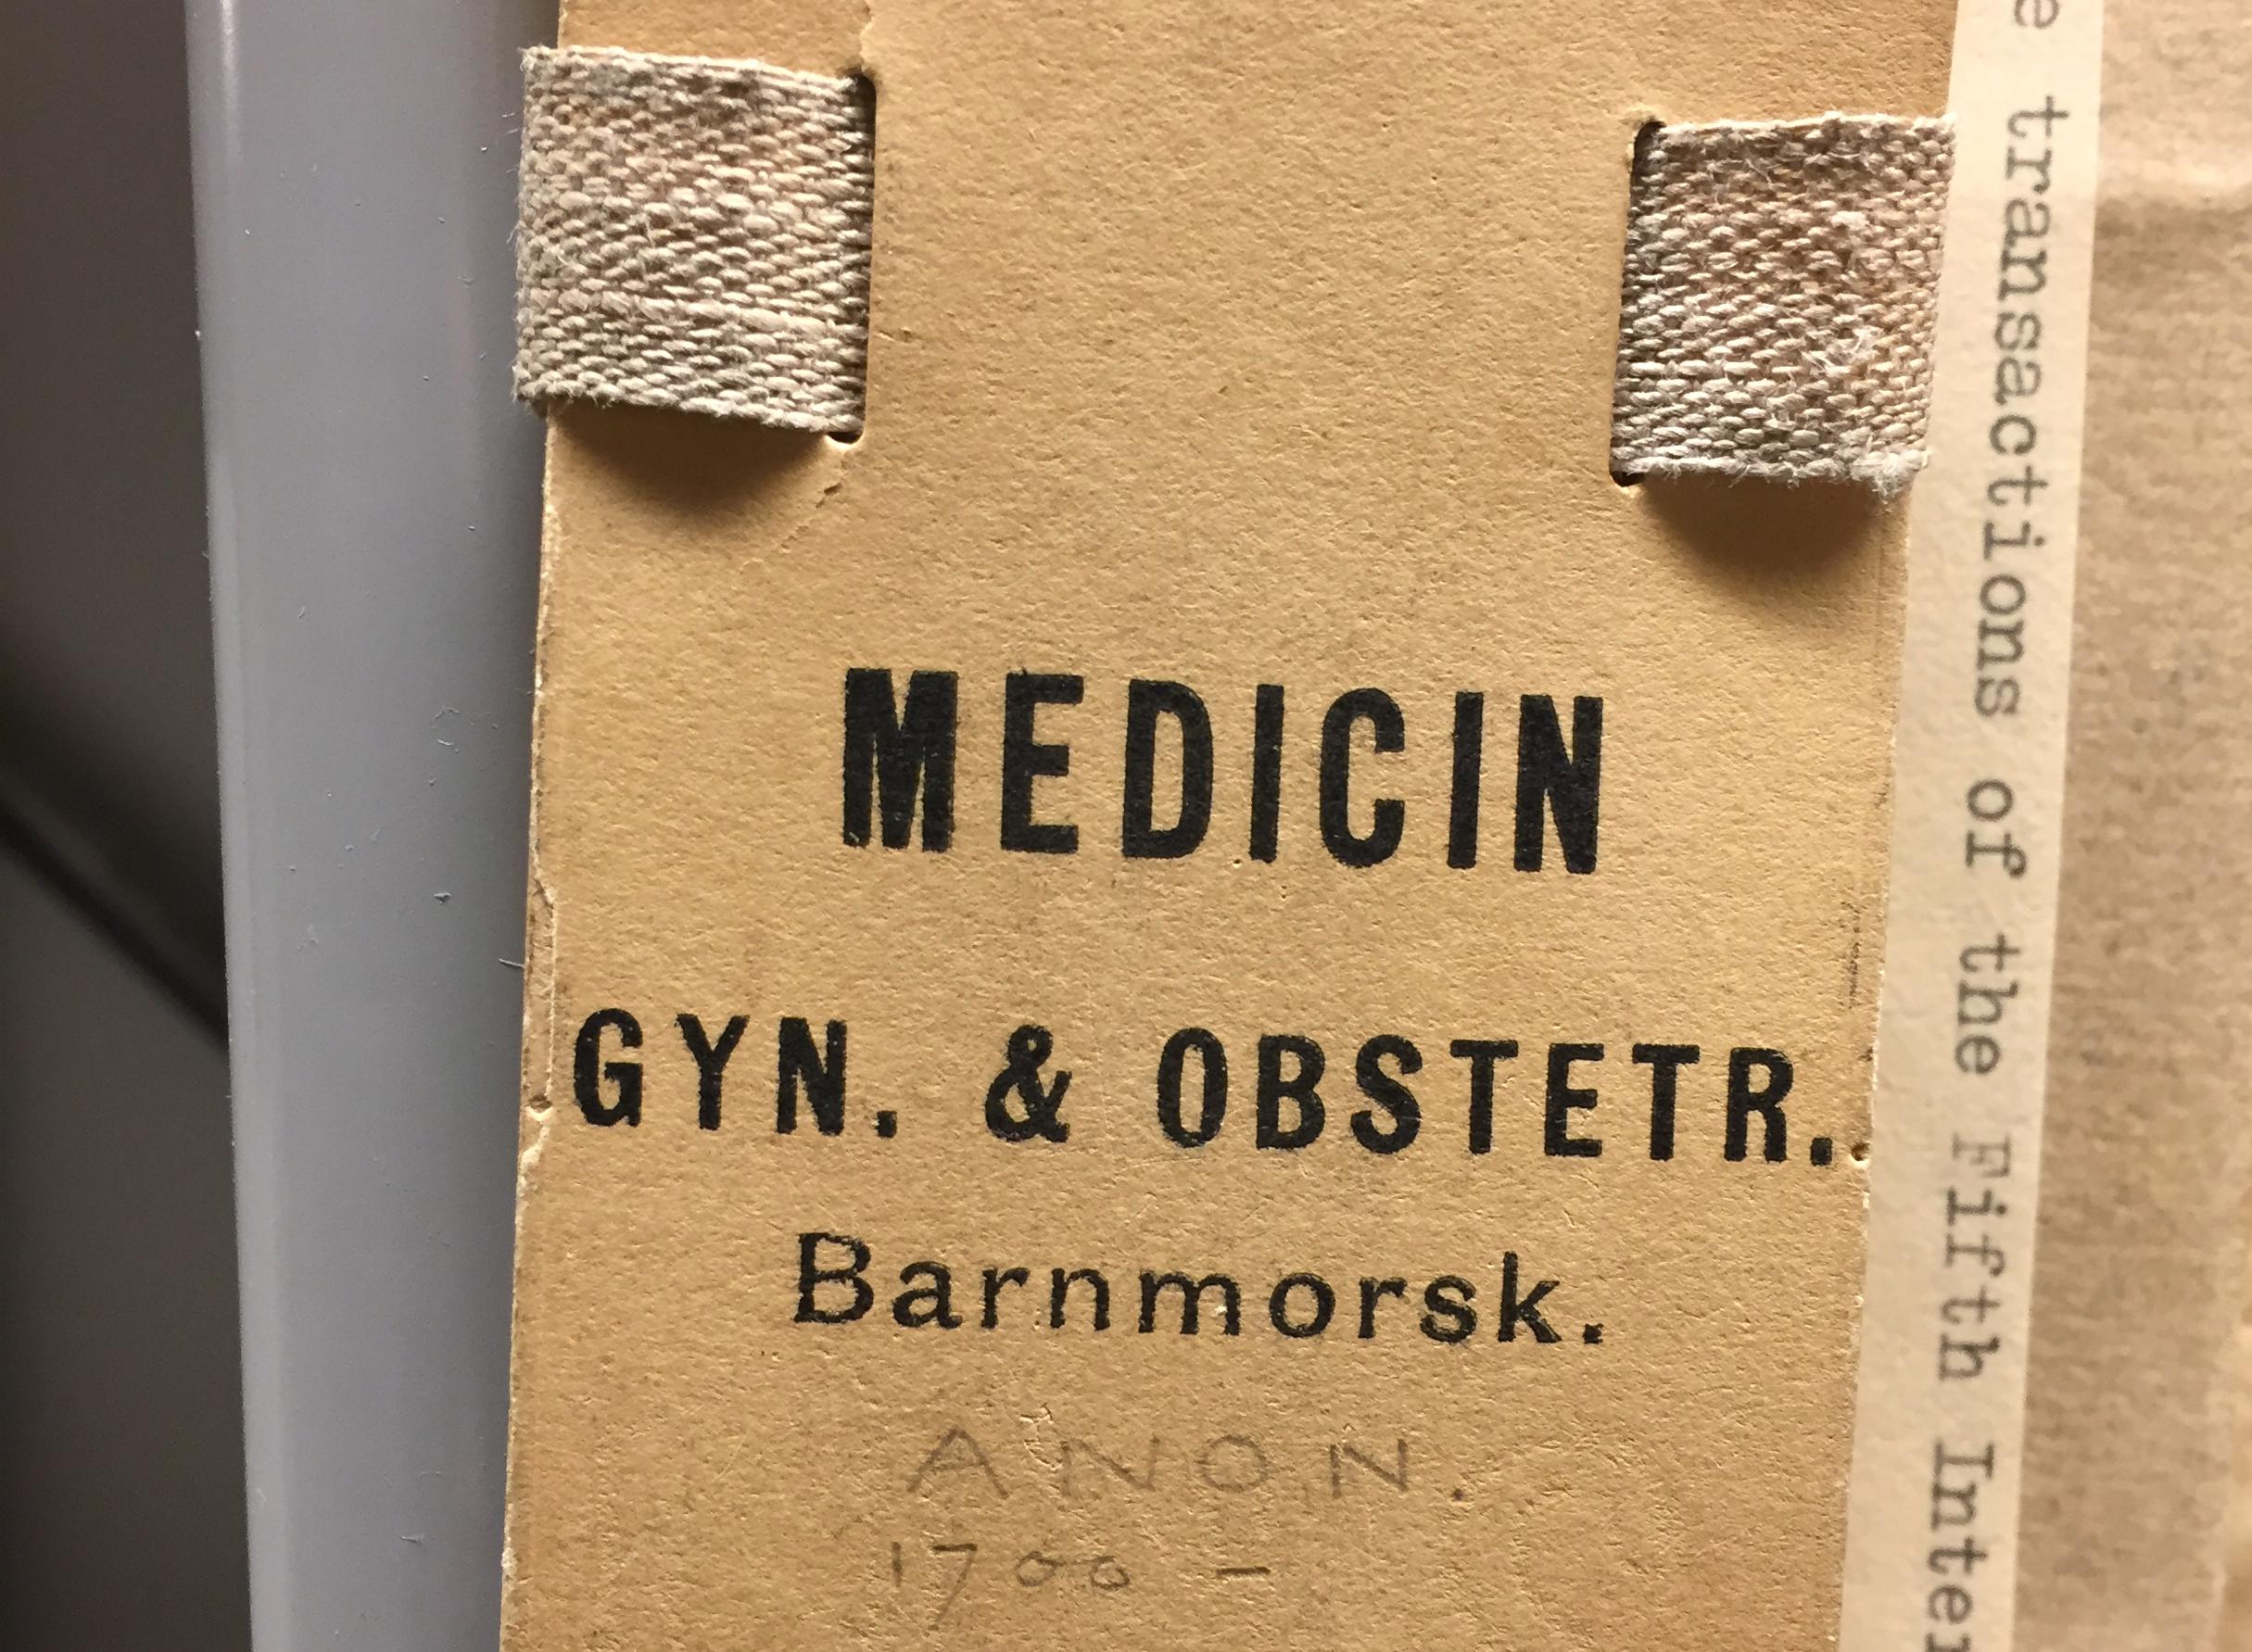 MEDICIN
GYN. & OBSTETR.
Barnmorsk.
ANON.
1700 –
transactions of the Fifth